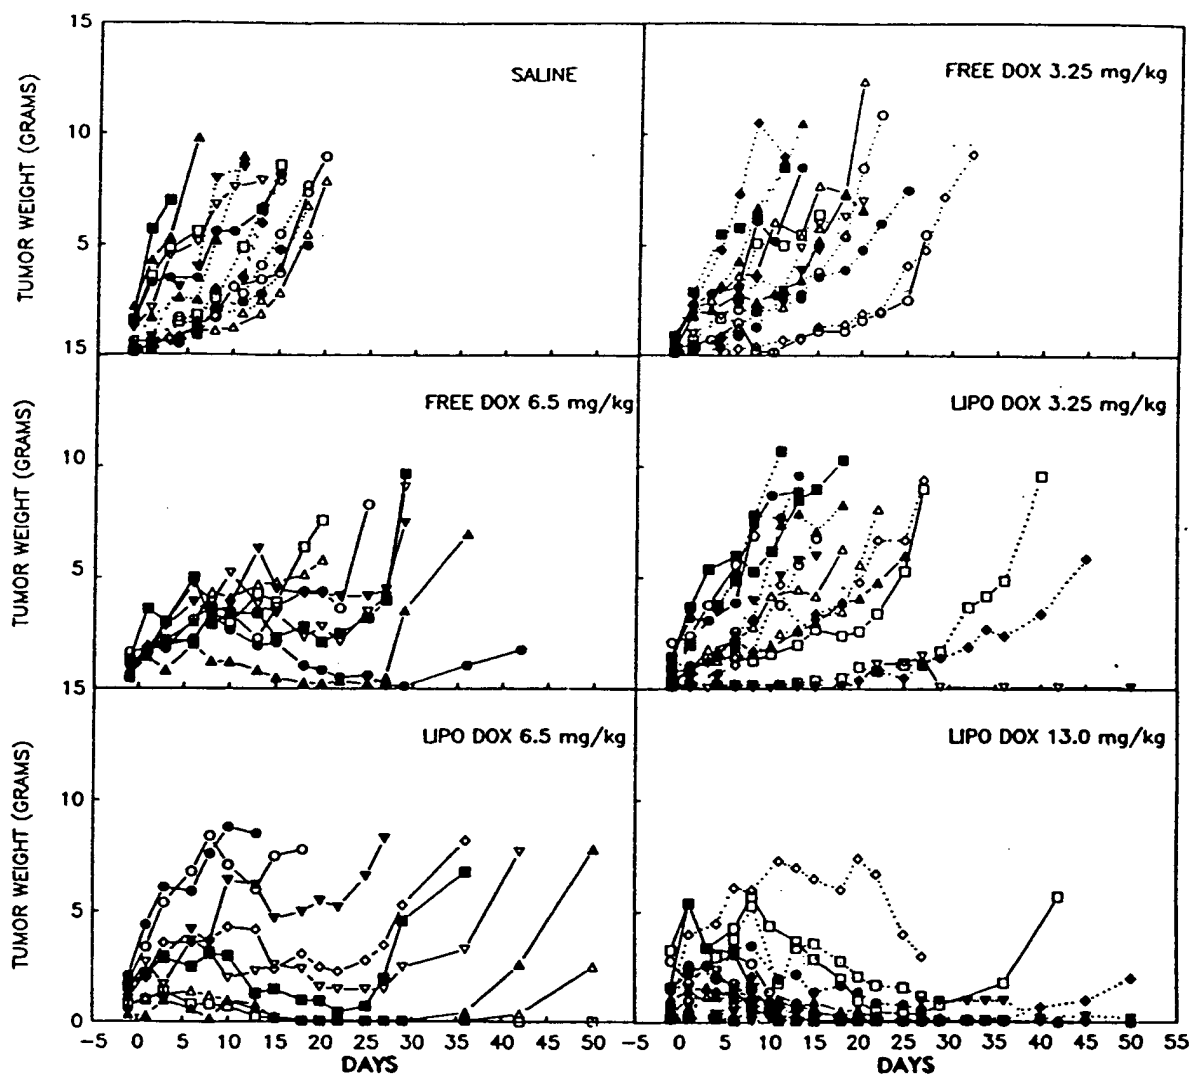 15
10
5
15
10
5
15
10
5
0
TUMOR WEIGHT (GRAMS)
TUMOR WEIGHT (GRAMS)
TUMOR WEIGHT (GRAMS)
SALINE
FREE DOX 3.25 mg/kg
FREE DOX 6.5 mg/kg
LIPO DOX 3.25 mg/kg
LIPO DOX 6.5 mg/kg
LIPO DOX 13.0 mg/kg
-5 0 5 10 15 20 25 30 35 40 45 50 -5 0 5 10 15 20 25 30 35 40 45 50 55
DAYS DAYS